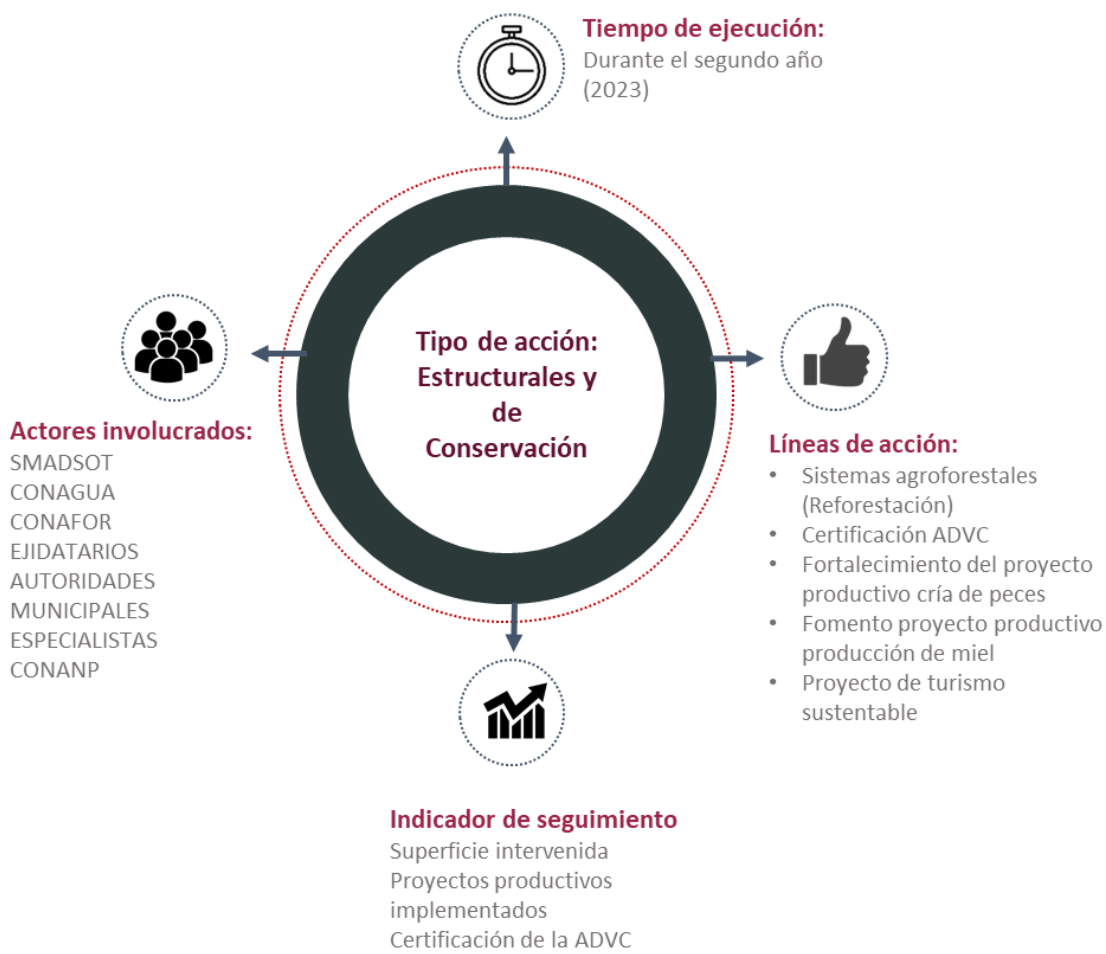 Tiempo de ejecución:
Durante el segundo año
(2023)
Tipo de acción:
Estructurales y
de
Conservación
Actores involucrados:
SMADSOT
CONAGUA
CONAFOR
EJIDATARIOS
AUTORIDADES
MUNICIPALES
ESPECIALISTAS
CONANP
Líneas de acción:
• Sistemas agroforestales
(Reforestación)
• Certificación ADVC
• Fortalecimiento del proyecto
productivo cría de peces
• Fomento proyecto productivo
producción de miel
• Proyecto de turismo
sustentable
Indicador de seguimiento
Superficie intervenida
Proyectos productivos
implementados
Certificación de la ADVC